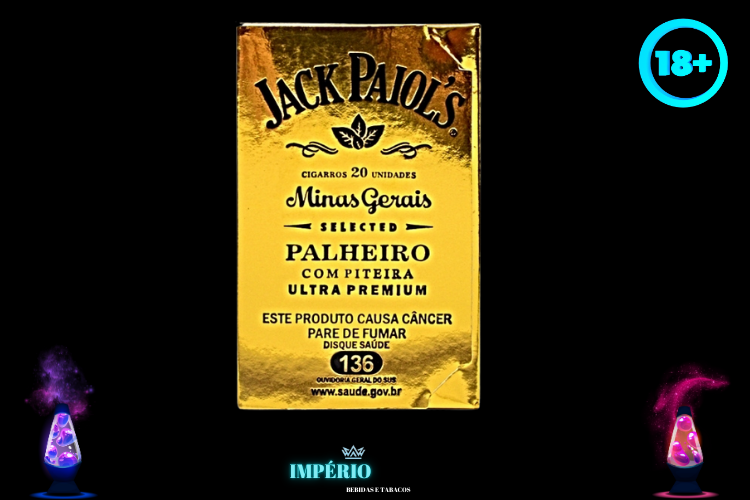 18+
JACK PAIOL'S
CIGARROS 20 UNIDADES
Minas Gerais
SELECTED
PALHEIRO
COM PITEIRA
ULTRA PREMIUM
ESTE PRODUTO CAUSA CÂNCER
PARE DE FUMAR
DISQUE SAÚDE
136
OUVIDORIA GERAL DO SUS
www.saude.gov.br
IMPÉRIO
BEBIDAS E TABACOS